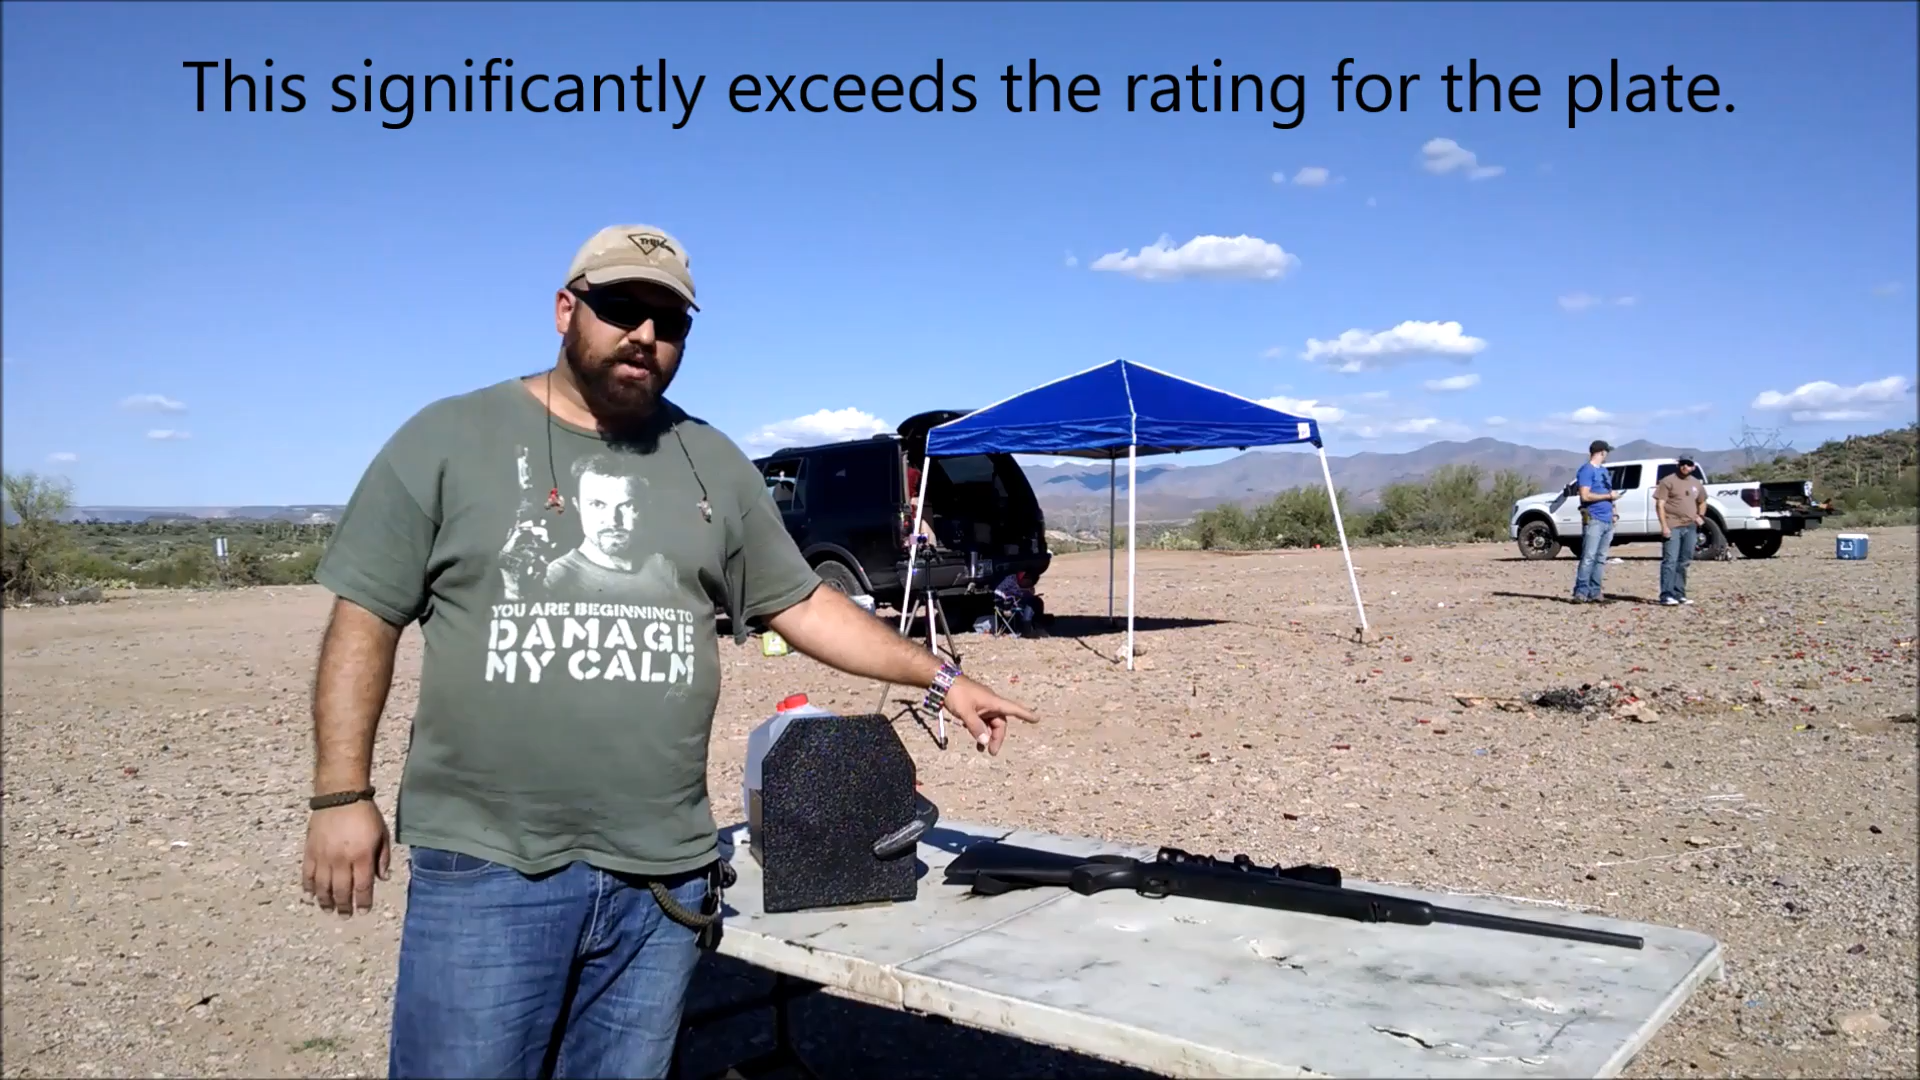 This significantly exceeds the rating for the plate.
YOU ARE BEGINNING TO
DAMAGE
MY CALM